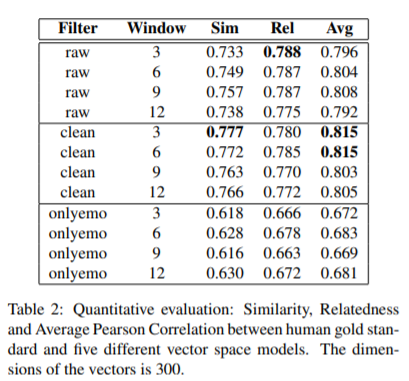 Filter Window Sim Rel Avg
raw 3 0.733 0.788 0.796
raw 6 0.749 0.787 0.804
raw 9 0.757 0.787 0.808
raw 12 0.738 0.775 0.792
clean 3 0.777 0.780 0.815
clean 6 0.772 0.785 0.815
clean 9 0.763 0.770 0.803
clean 12 0.766 0.772 0.805
onlyemo 3 0.618 0.666 0.672
onlyemo 6 0.628 0.678 0.683
onlyemo 9 0.616 0.663 0.669
onlyemo 12 0.630 0.672 0.681
Table 2: Quantitative evaluation: Similarity, Relatedness
and Average Pearson Correlation between human gold stan-
dard and five different vector space models. The dimen-
sions of the vectors is 300.